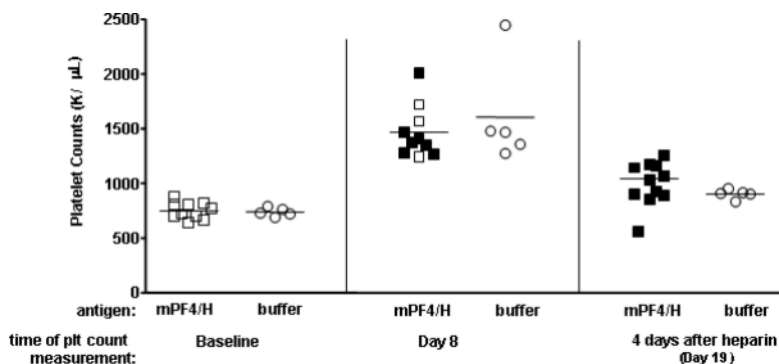 2500
2000
1500
1000
500
0
Platelet Counts (K/ µL)
antigen: mPF4/H buffer mPF4/H buffer mPF4/H buffer
time of plt count measurement: Baseline Day 8 4 days after heparin
(Day 19)